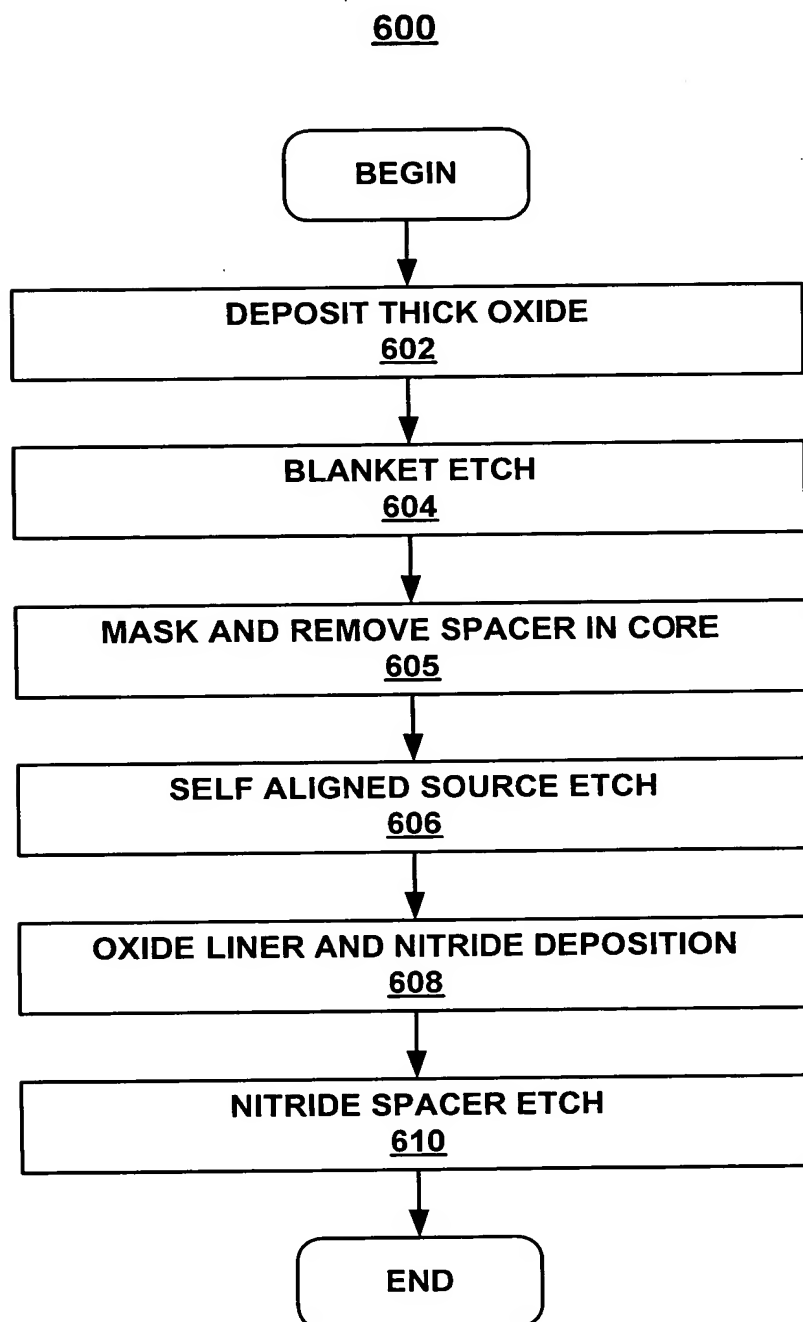 600
BEGIN
DEPOSIT THICK OXIDE
602
BLANKET ETCH
604
MASK AND REMOVE SPACER IN CORE
605
SELF ALIGNED SOURCE ETCH
606
OXIDE LINER AND NITRIDE DEPOSITION
608
NITRIDE SPACER ETCH
610
END